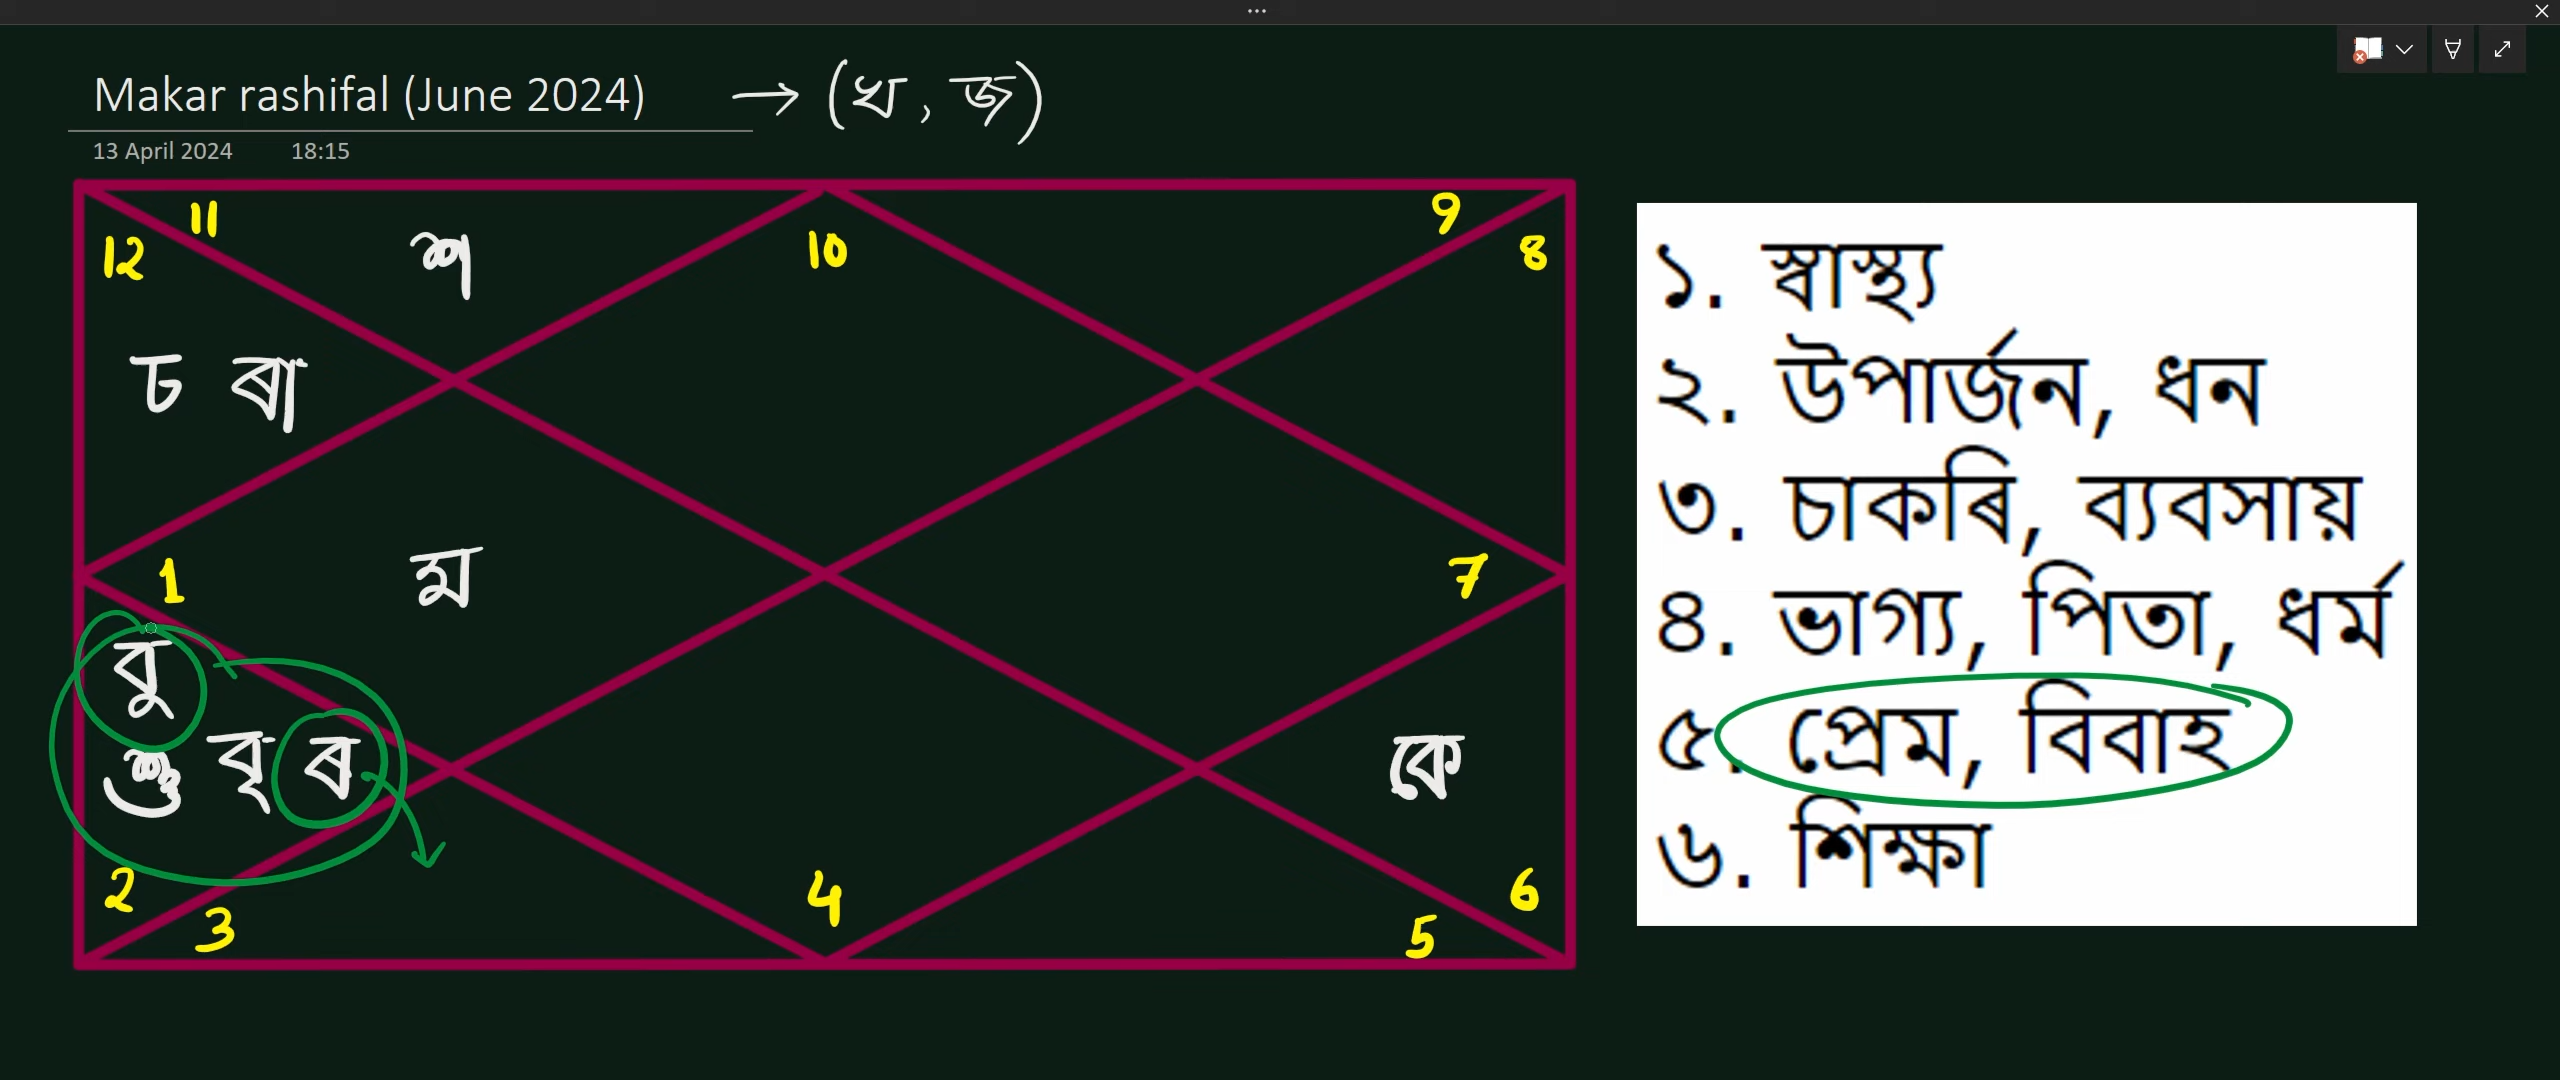 Makar rashifal (June 2024) → (খ, জ)
13 April 2024 18:15
11 9
12 শ 10 8
চ ৰা
1 ম 7
বু
শু বৃ ৰ কে
2 4 6
3 5
১. স্বাস্থ্য
২. উপাৰ্জন, ধন
৩. চাকৰি, ব্যবসায়
৪. ভাগ্য, পিতা, ধৰ্ম
৫. প্ৰেম, বিবাহ
৬. শিক্ষা